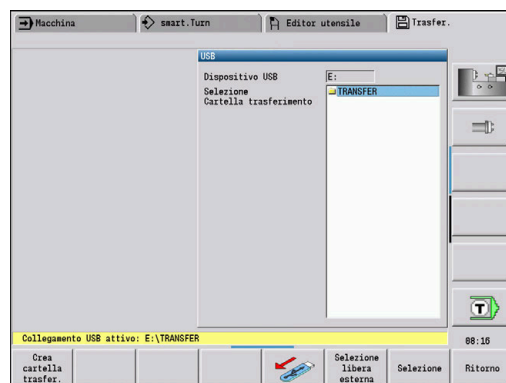 Macchina
smart.Turn
Editor utensile
Trasfer.
USB
Dispositivo USB
E:
Selezione
Cartella trasferimento
TRANSFER
T
Collegamento USB attivo: E:\TRANSFER
08:16
Crea
cartella
trasfer.
Selezione
libera
esterna
Selezione
Ritorno